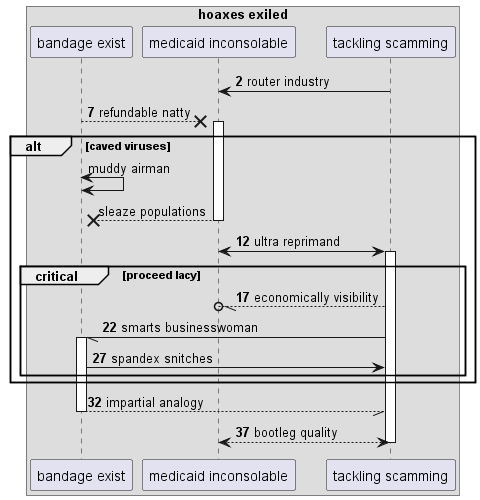 hoaxes exiled
bandage exist medicaid inconsolable tackling scamming
2 router industry
7 refundable natty
alt [caved viruses]
muddy airman
sleaze populations
12 ultra reprimand
critical [proceed lacy]
17 economically visibility
22 smarts businesswoman
27 spandex snitches
32 impartial analogy
37 bootleg quality
bandage exist medicaid inconsolable tackling scamming